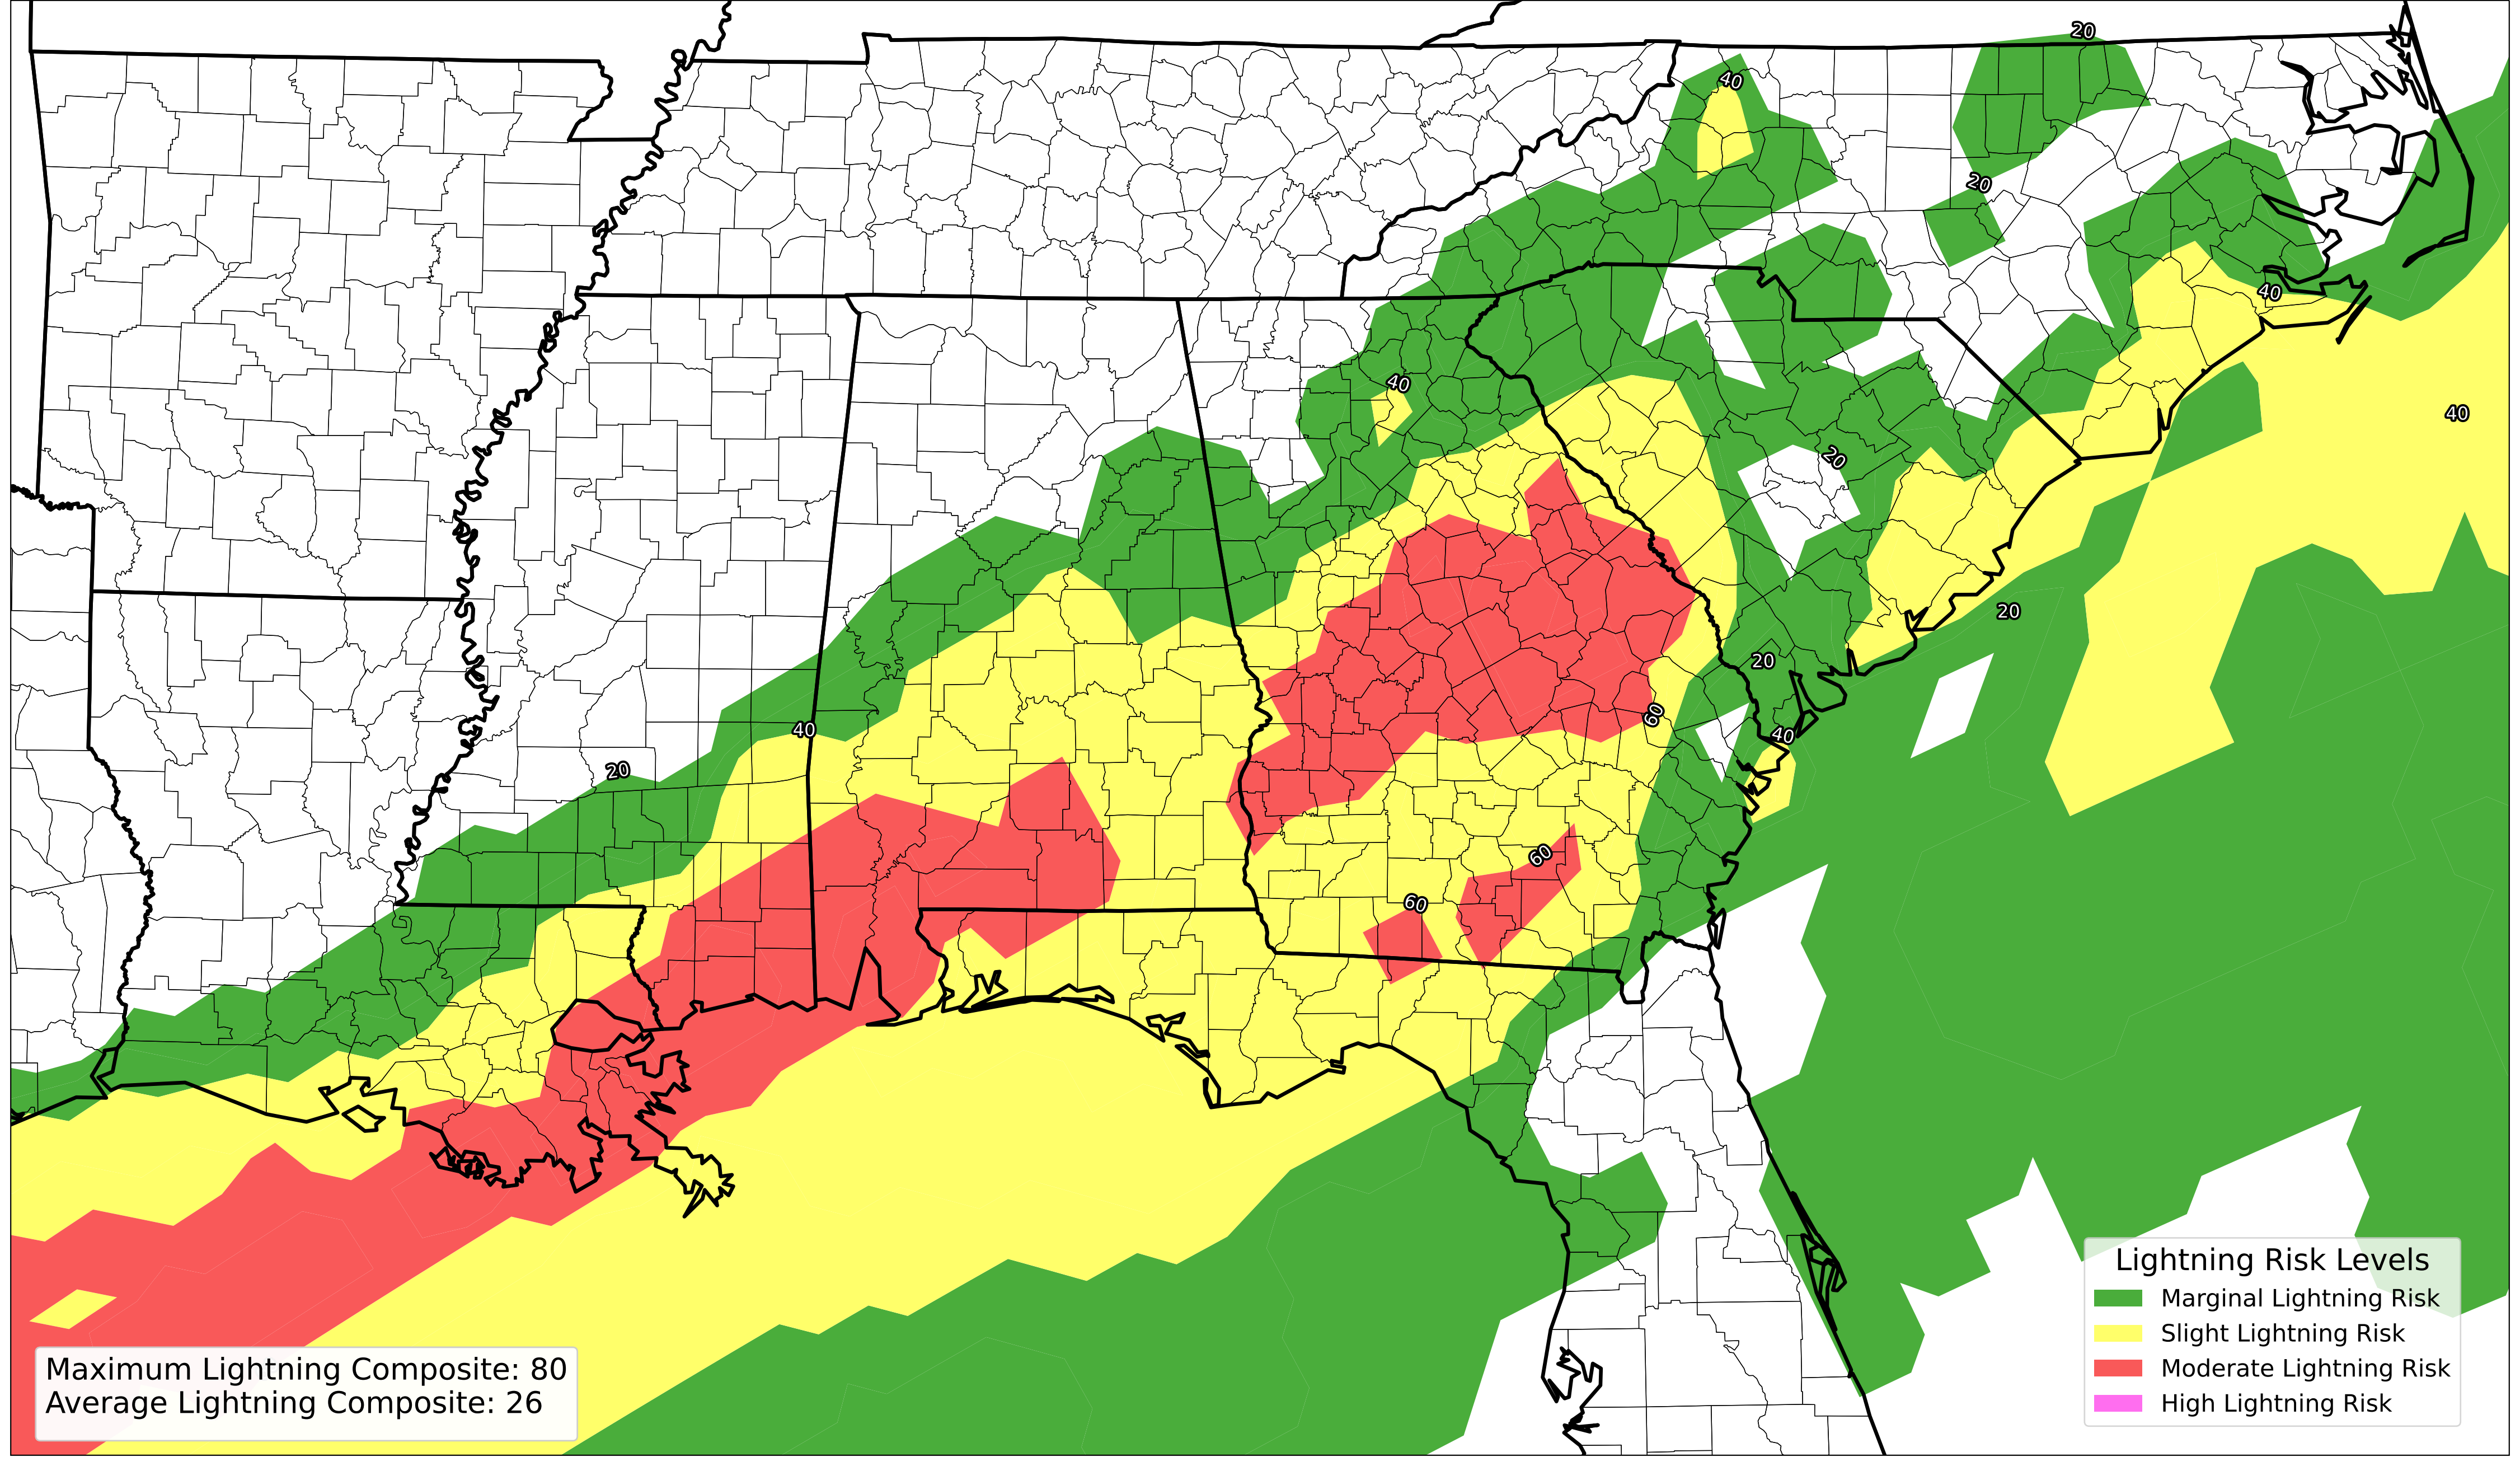 20
40
20
20
40
40
40
20
20
20
60
40
40
20
60
60
Lightning Risk Levels
Marginal Lightning Risk
Slight Lightning Risk
Moderate Lightning Risk
High Lightning Risk
Maximum Lightning Composite: 80
Average Lightning Composite: 26